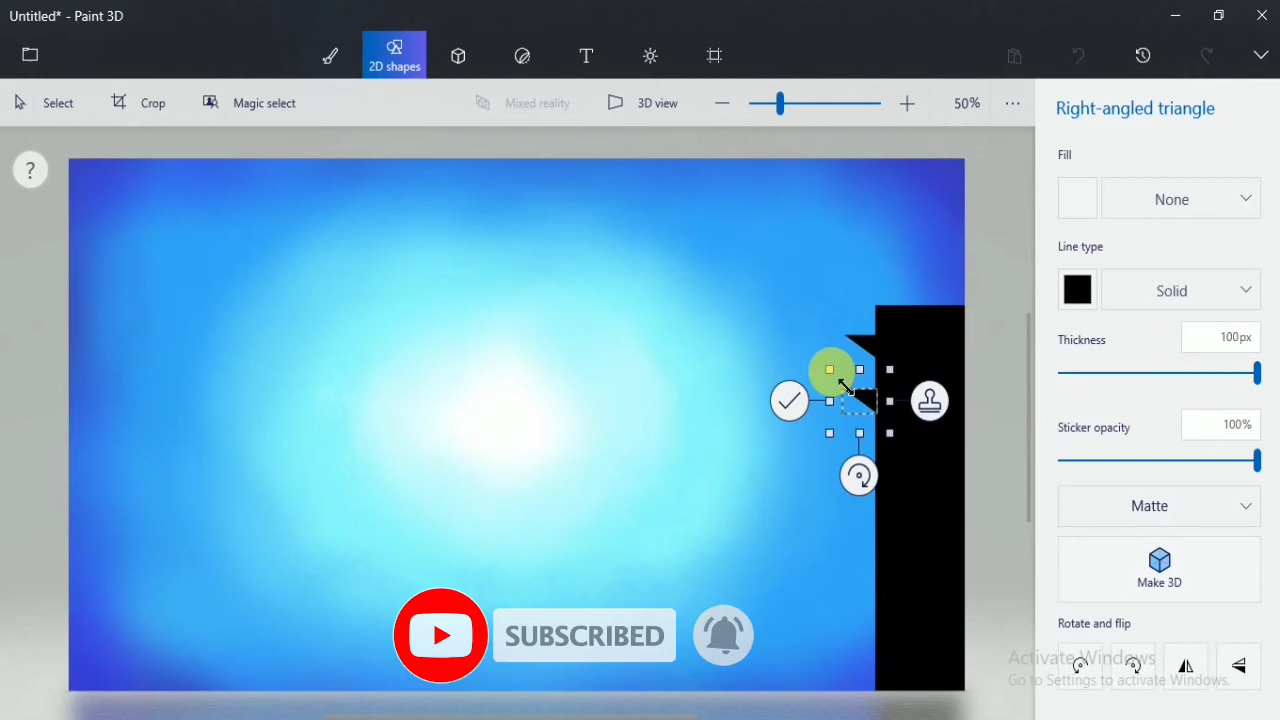 Untitled* - Paint 3D
2D shapes
Select
Crop
Magic select
Mixed reality
3D view
50%
Right-angled triangle
?
Fill
None
Line type
Solid
Thickness
100px
Sticker opacity
100%
Matte
Make 3D
Rotate and flip
SUBSCRIBED
Activate Windows
Go to Settings to activate Windows.